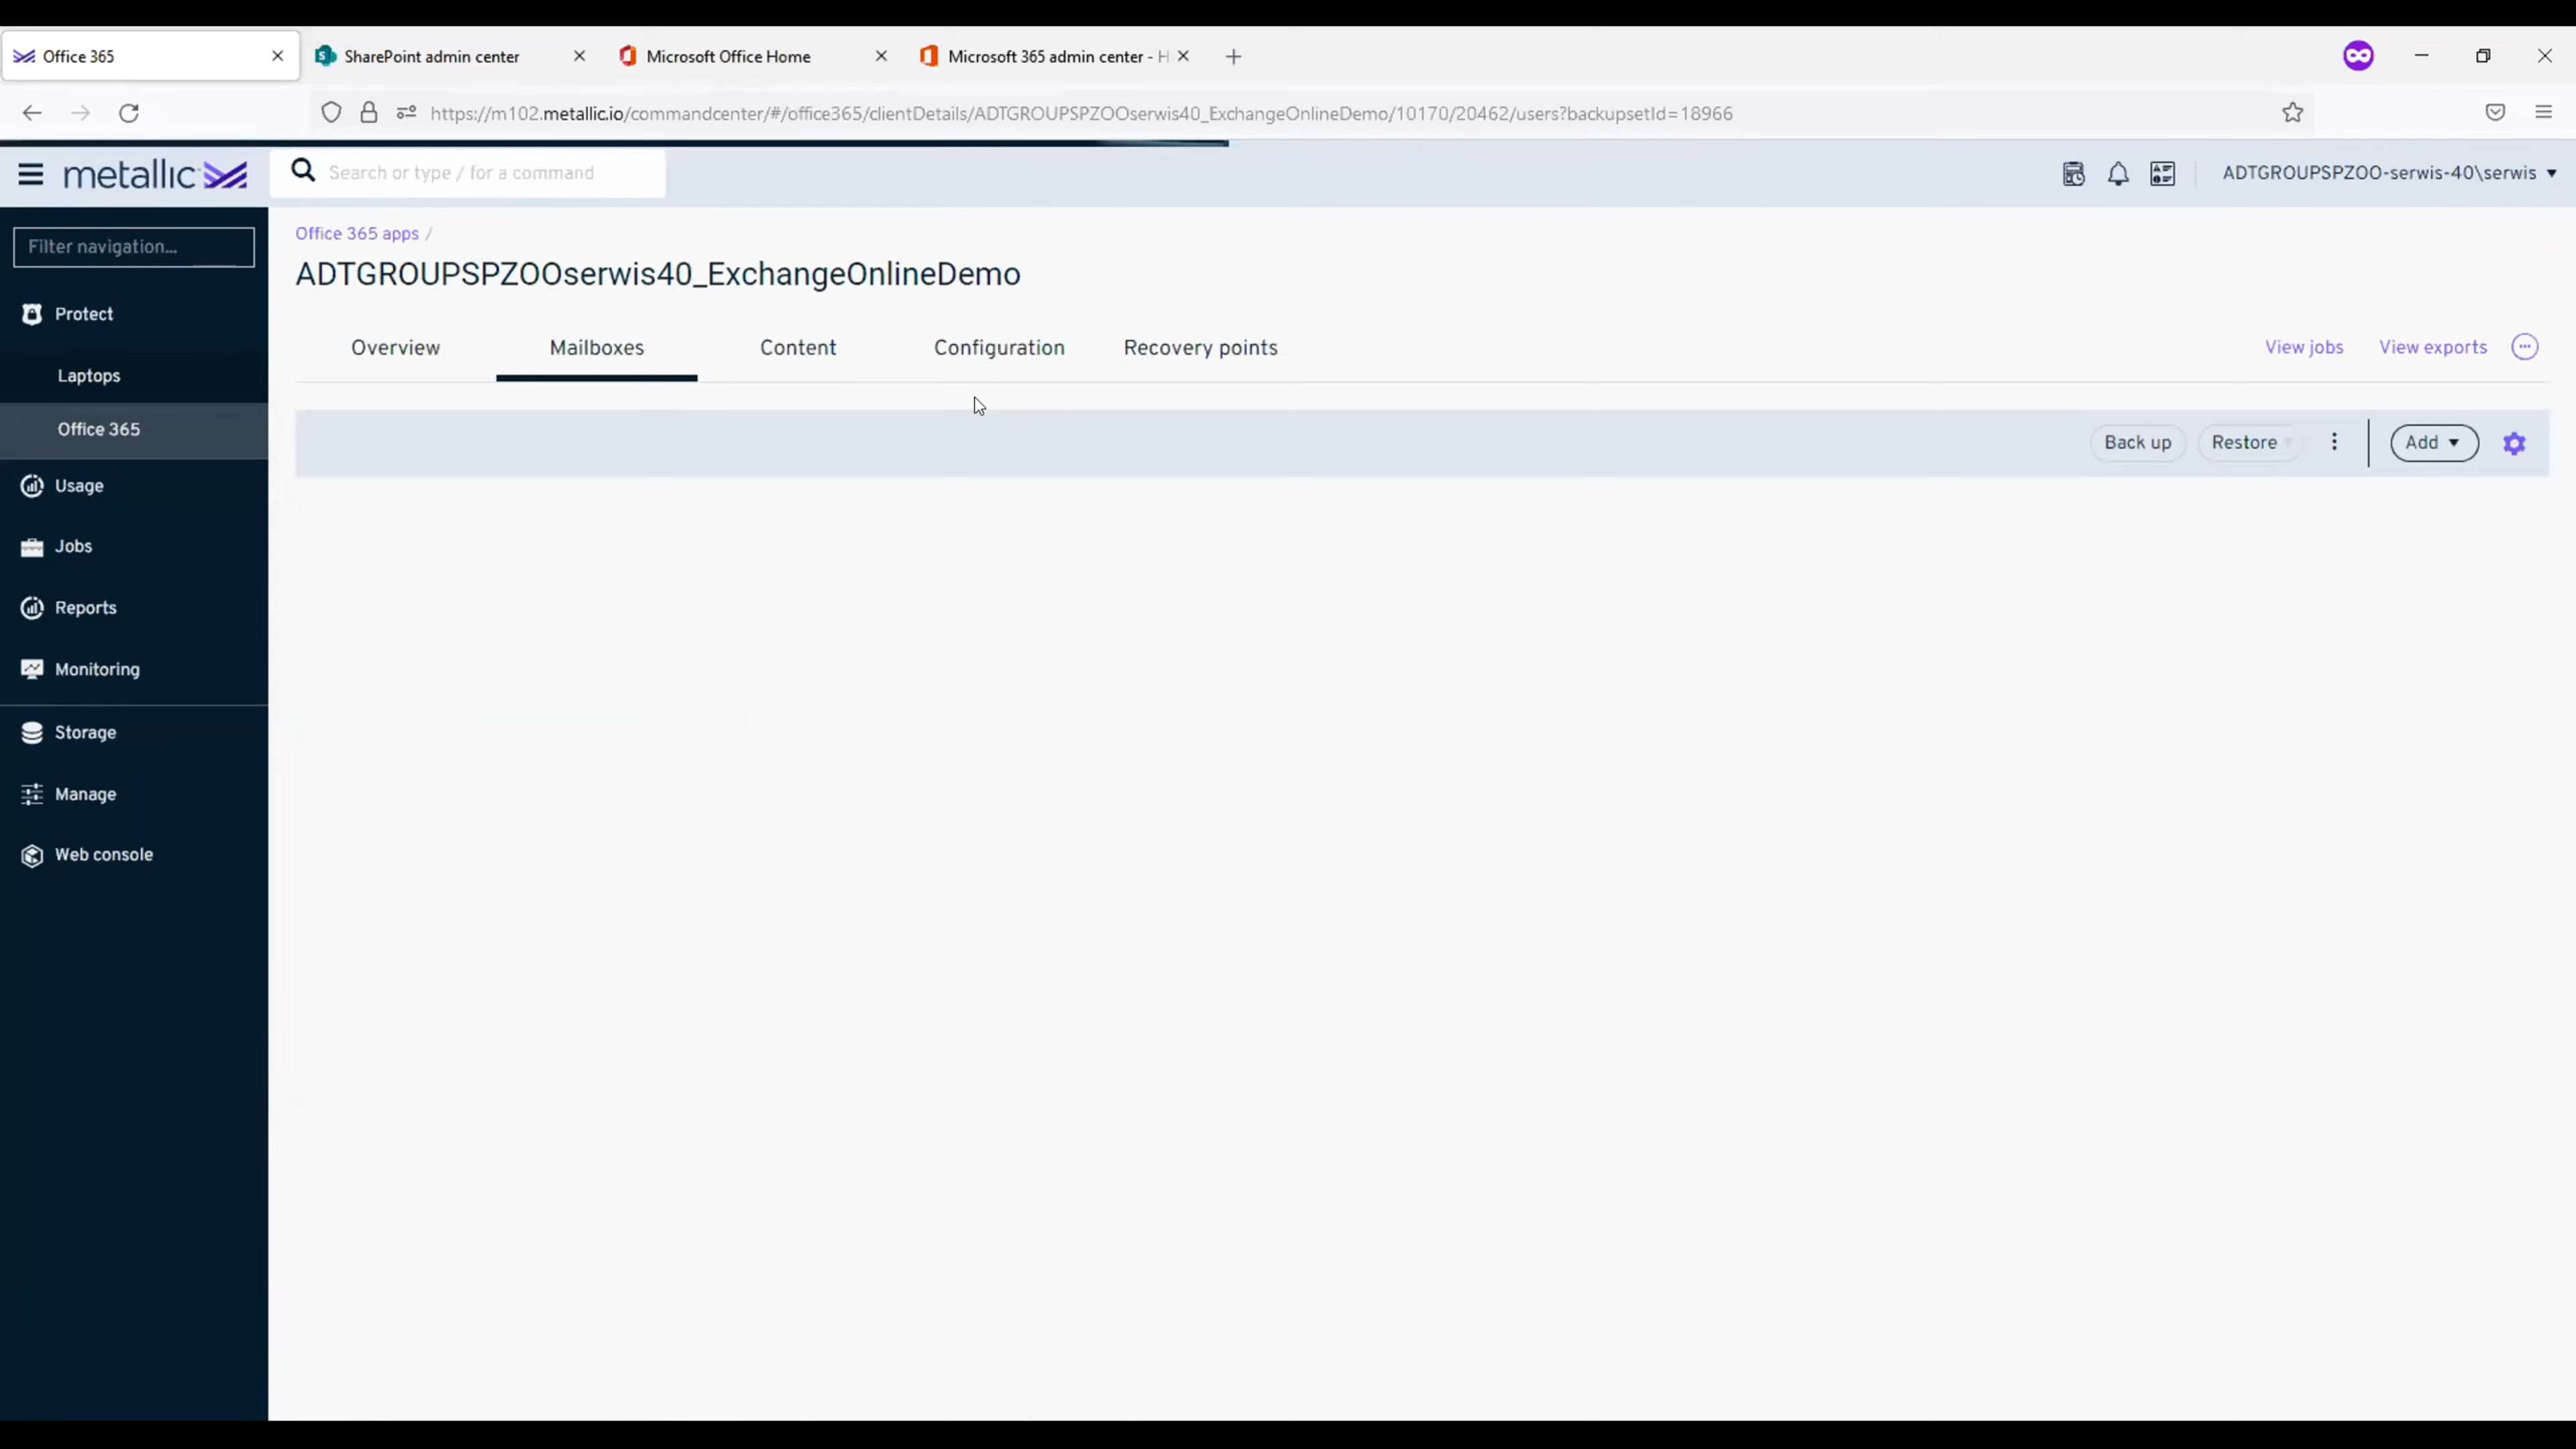 Office 365
SharePoint admin center
Microsoft Office Home
Microsoft 365 admin center - H
https://m102.metallic.io/commandcenter/#/office365/clientDetails/ADTGROUPSPZOOserwis40_ExchangeOnlineDemo/10170/20462/users?backupsetId=18966
metallic
Search or type / for a command
ADTGROUPSPZOO-serwis-40\serwis
Filter navigation...
Protect
Laptops
Office 365
Usage
Jobs
Reports
Monitoring
Storage
Manage
Web console
Office 365 apps /
ADTGROUPSPZOOserwis40_ExchangeOnlineDemo
Overview Mailboxes Content Configuration Recovery points
View jobs View exports
Back up Restore Add